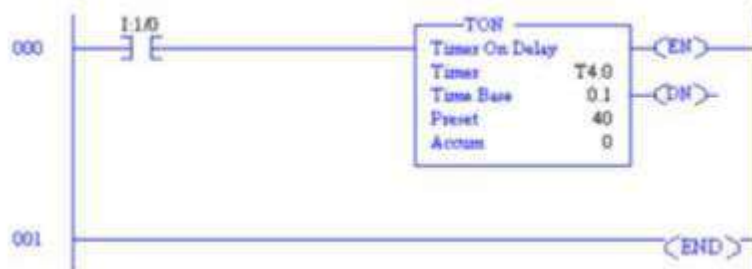 I:1/0
TON
000
Timer On Delay
EN
Timer T4:0
Time Base 0.1
DN
Preset 40
Accum 0
001
END